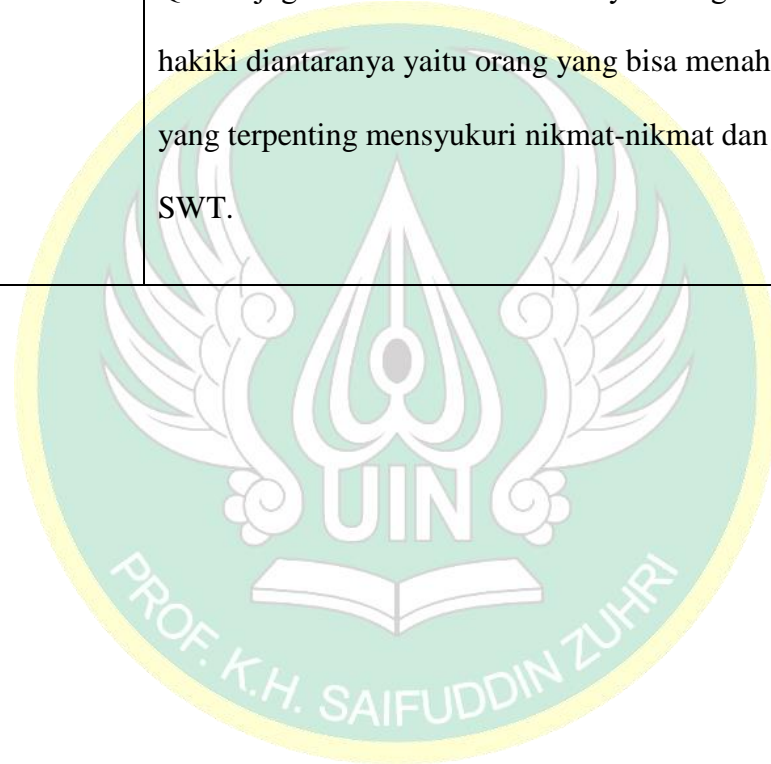 hakiki diantaranya yaitu orang yang bisa menah
yang terpenting mensyukuri nikmat-nikmat dan
SWT.
UIN
PROF. K.H. SAIFUDDIN ZUHRI